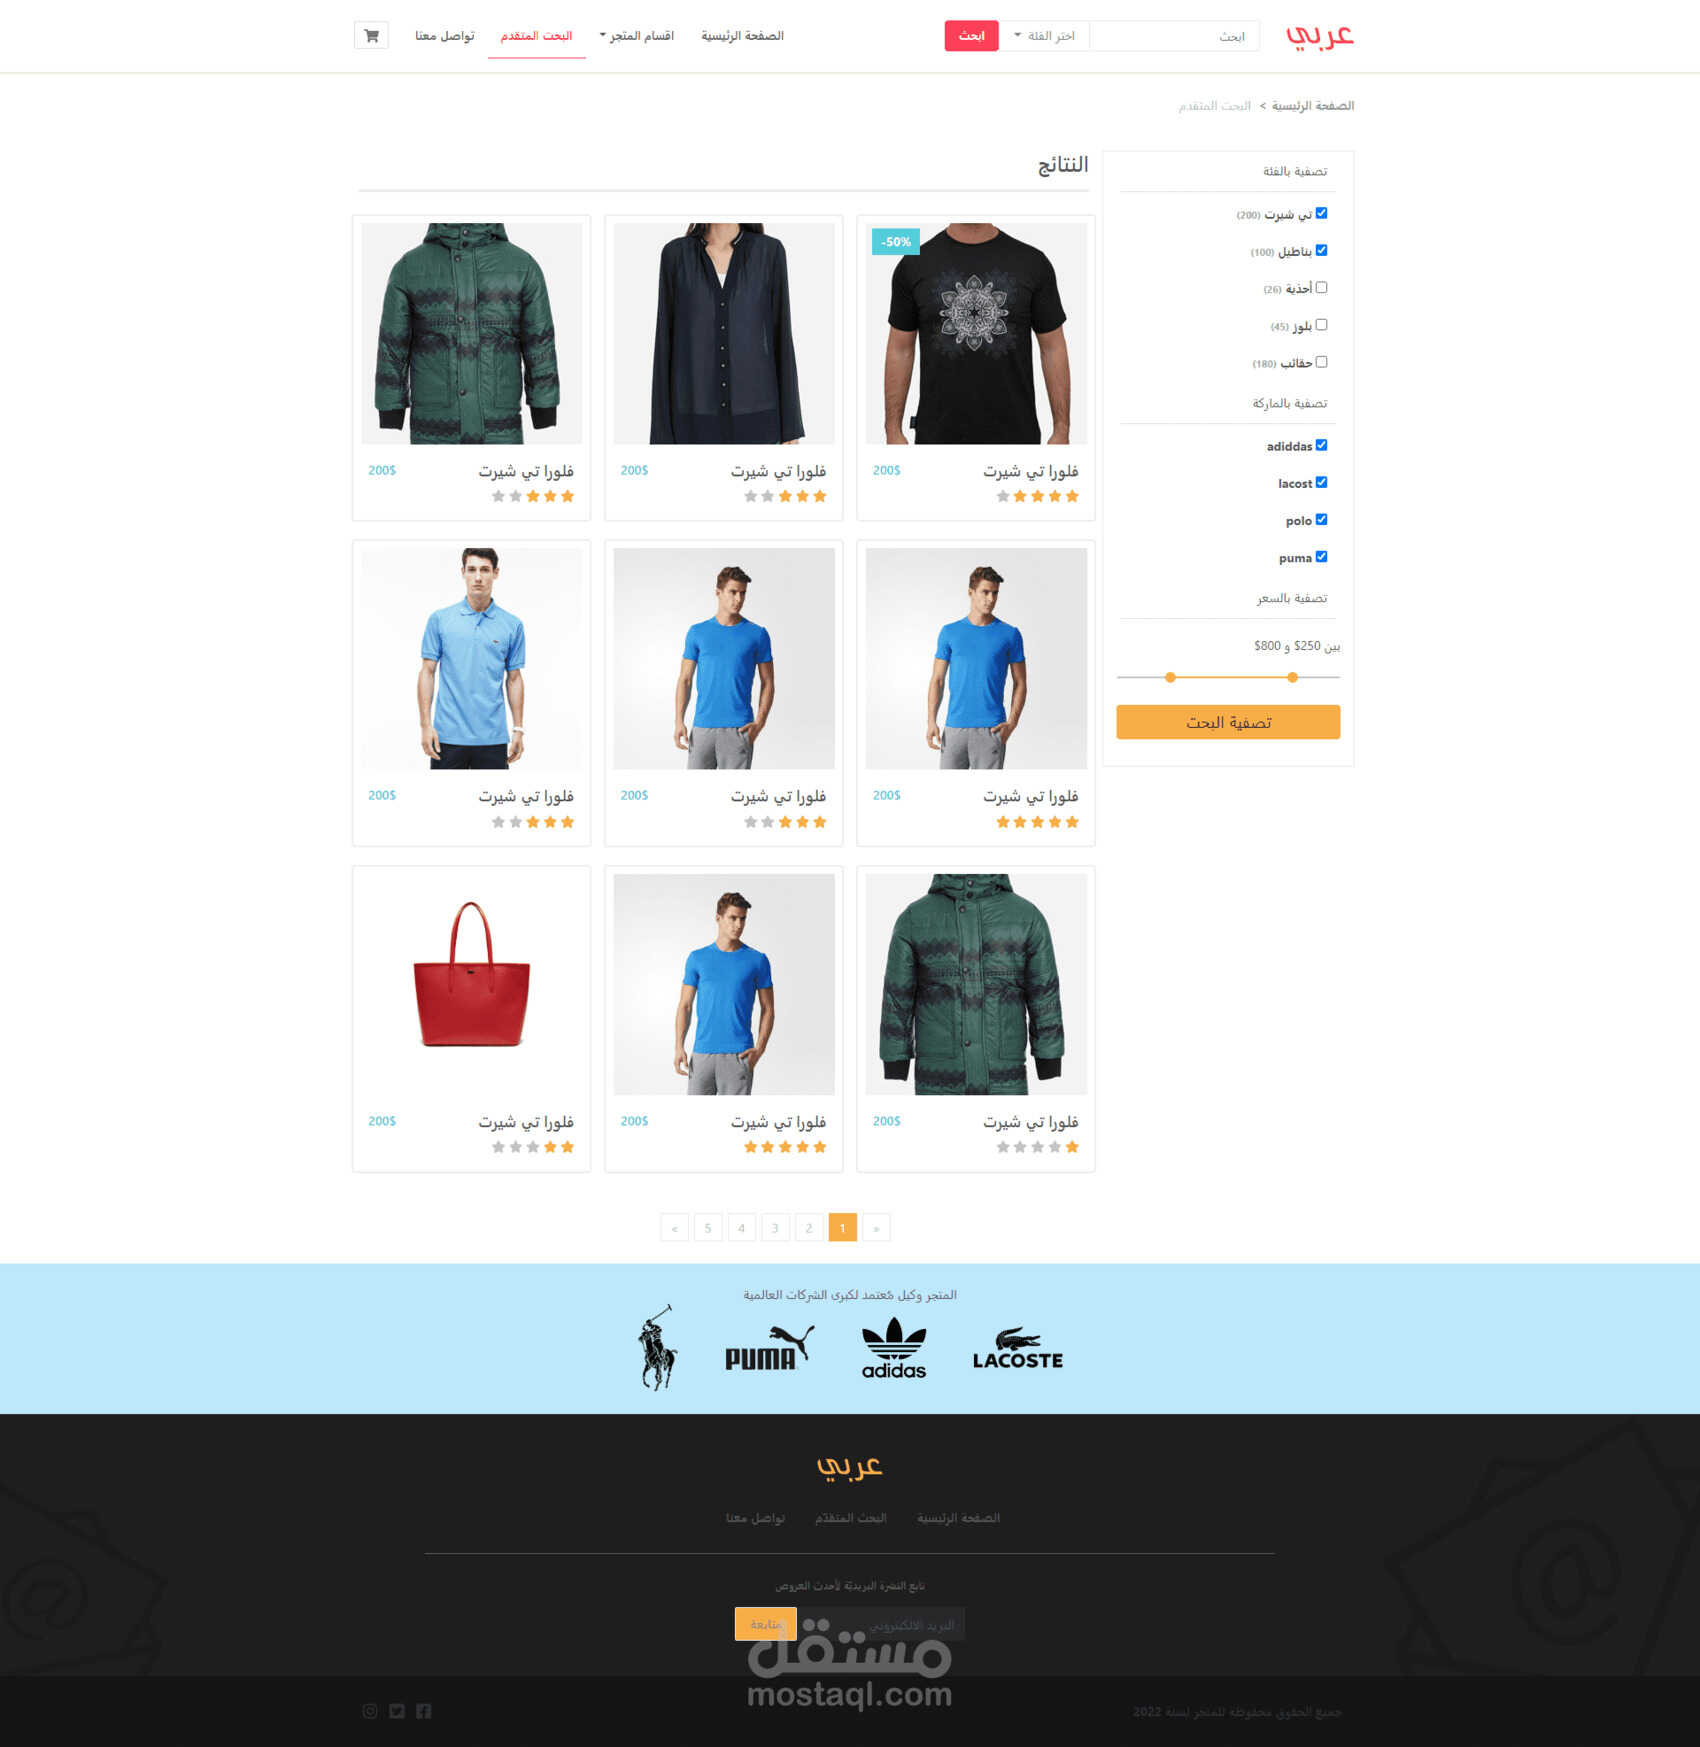 عربي
ابحث
اختر الفئة
ابحث
الصفحة الرئيسية
اقسام المتجر
البحث المتقدم
تواصل معنا
الصفحة الرئيسية > البحث المتقدم
تصفية بالفئة
تي شيرت (200)
بناطيل (100)
أحذية (26)
بلوز (45)
حقائب (180)
تصفية بالماركة
adiddas
lacost
polo
puma
تصفية بالسعر
بين 250$ و 800$
تصفية البحث
النتائج
-50%
فلورا تي شيرت
200$
فلورا تي شيرت
200$
فلورا تي شيرت
200$
فلورا تي شيرت
200$
فلورا تي شيرت
200$
فلورا تي شيرت
200$
فلورا تي شيرت
200$
فلورا تي شيرت
200$
فلورا تي شيرت
200$
« 1 2 3 4 5 »
المتجر وكيل مُعتمد لكبرى الشركات العالمية
LACOSTE
adidas
PUMA
عربي
الصفحة الرئيسية
البحث المتقدّم
تواصل معنا
تابع النشرة البريديّة لأحدث العروض
البريد الالكيتروني
متابعة
مستقل
mostaql.com
جميع الحقوق محفوظة للمتجر لسنة 2022